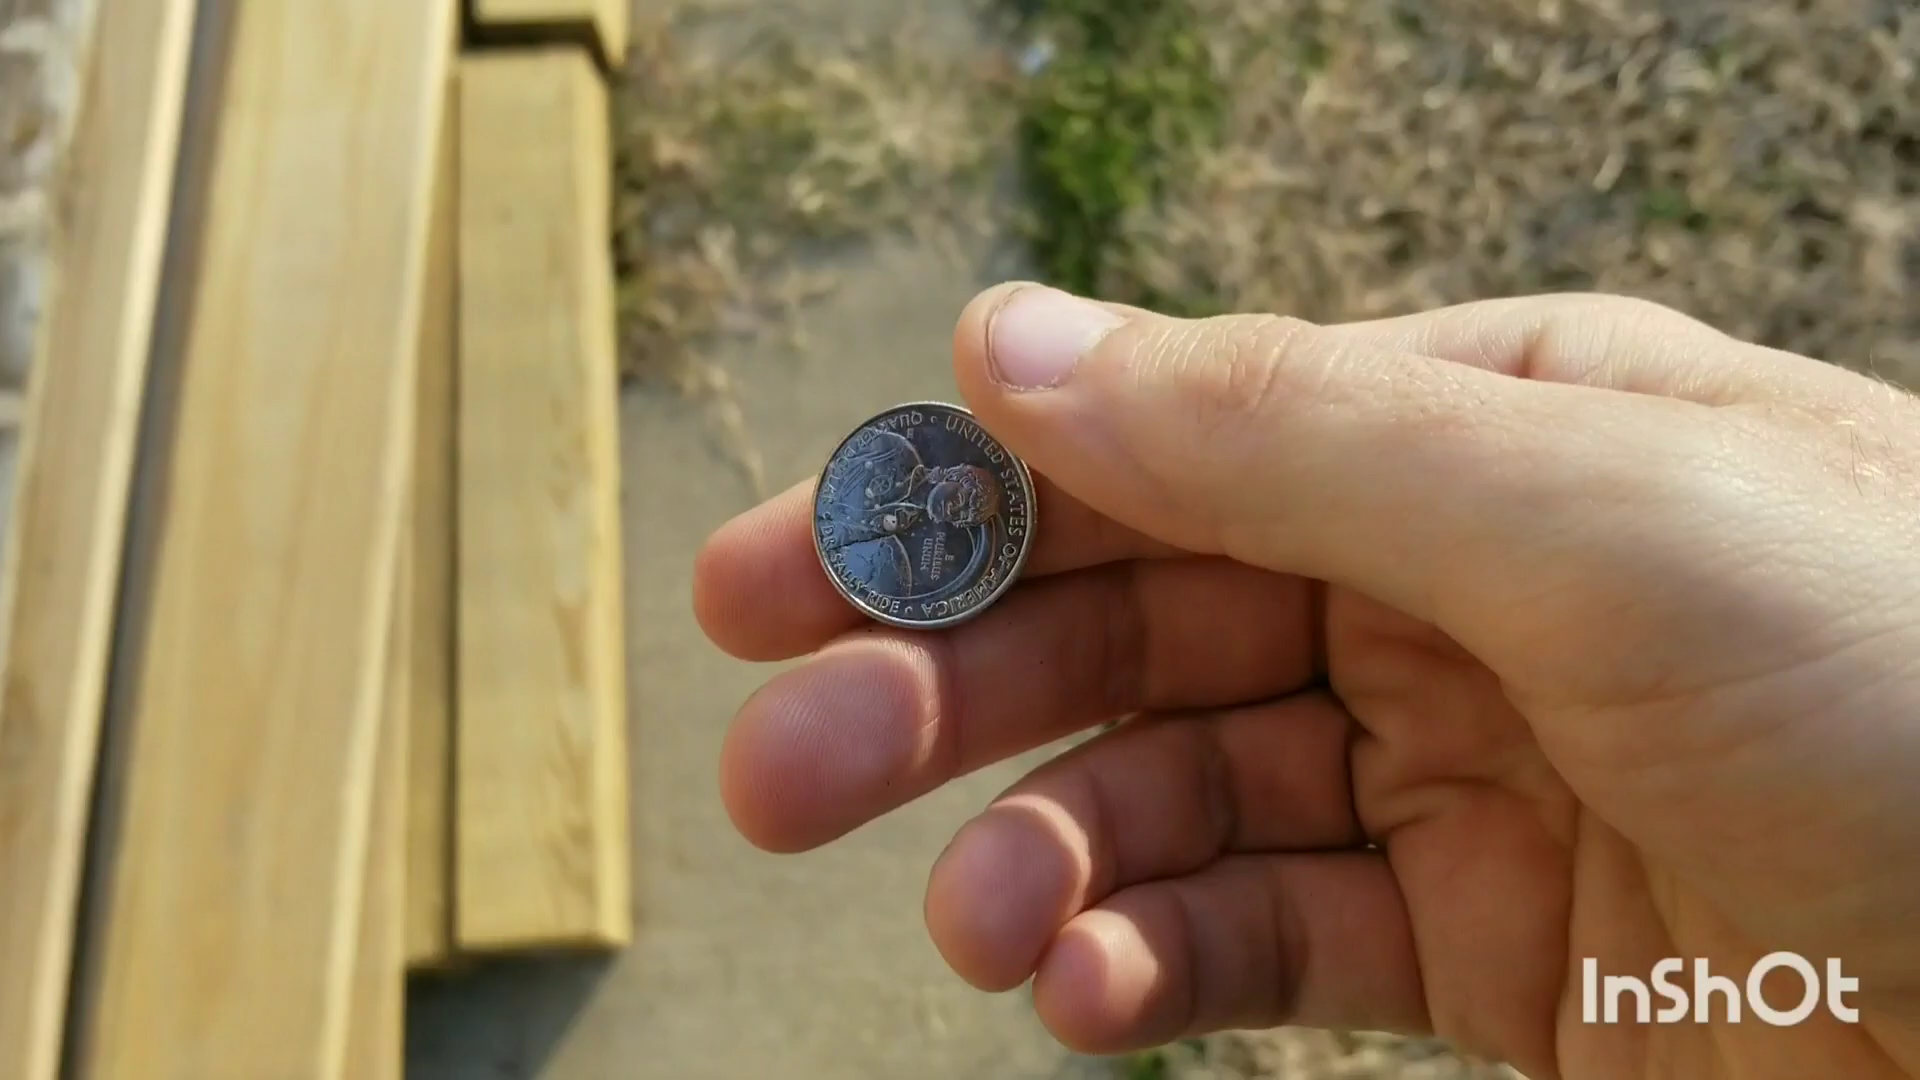 UNITED STATES OF AMERICA
QUARTER DOLLAR • DR. SALLY RIDE •
E
PLURIBUS
UNUM
InShOt